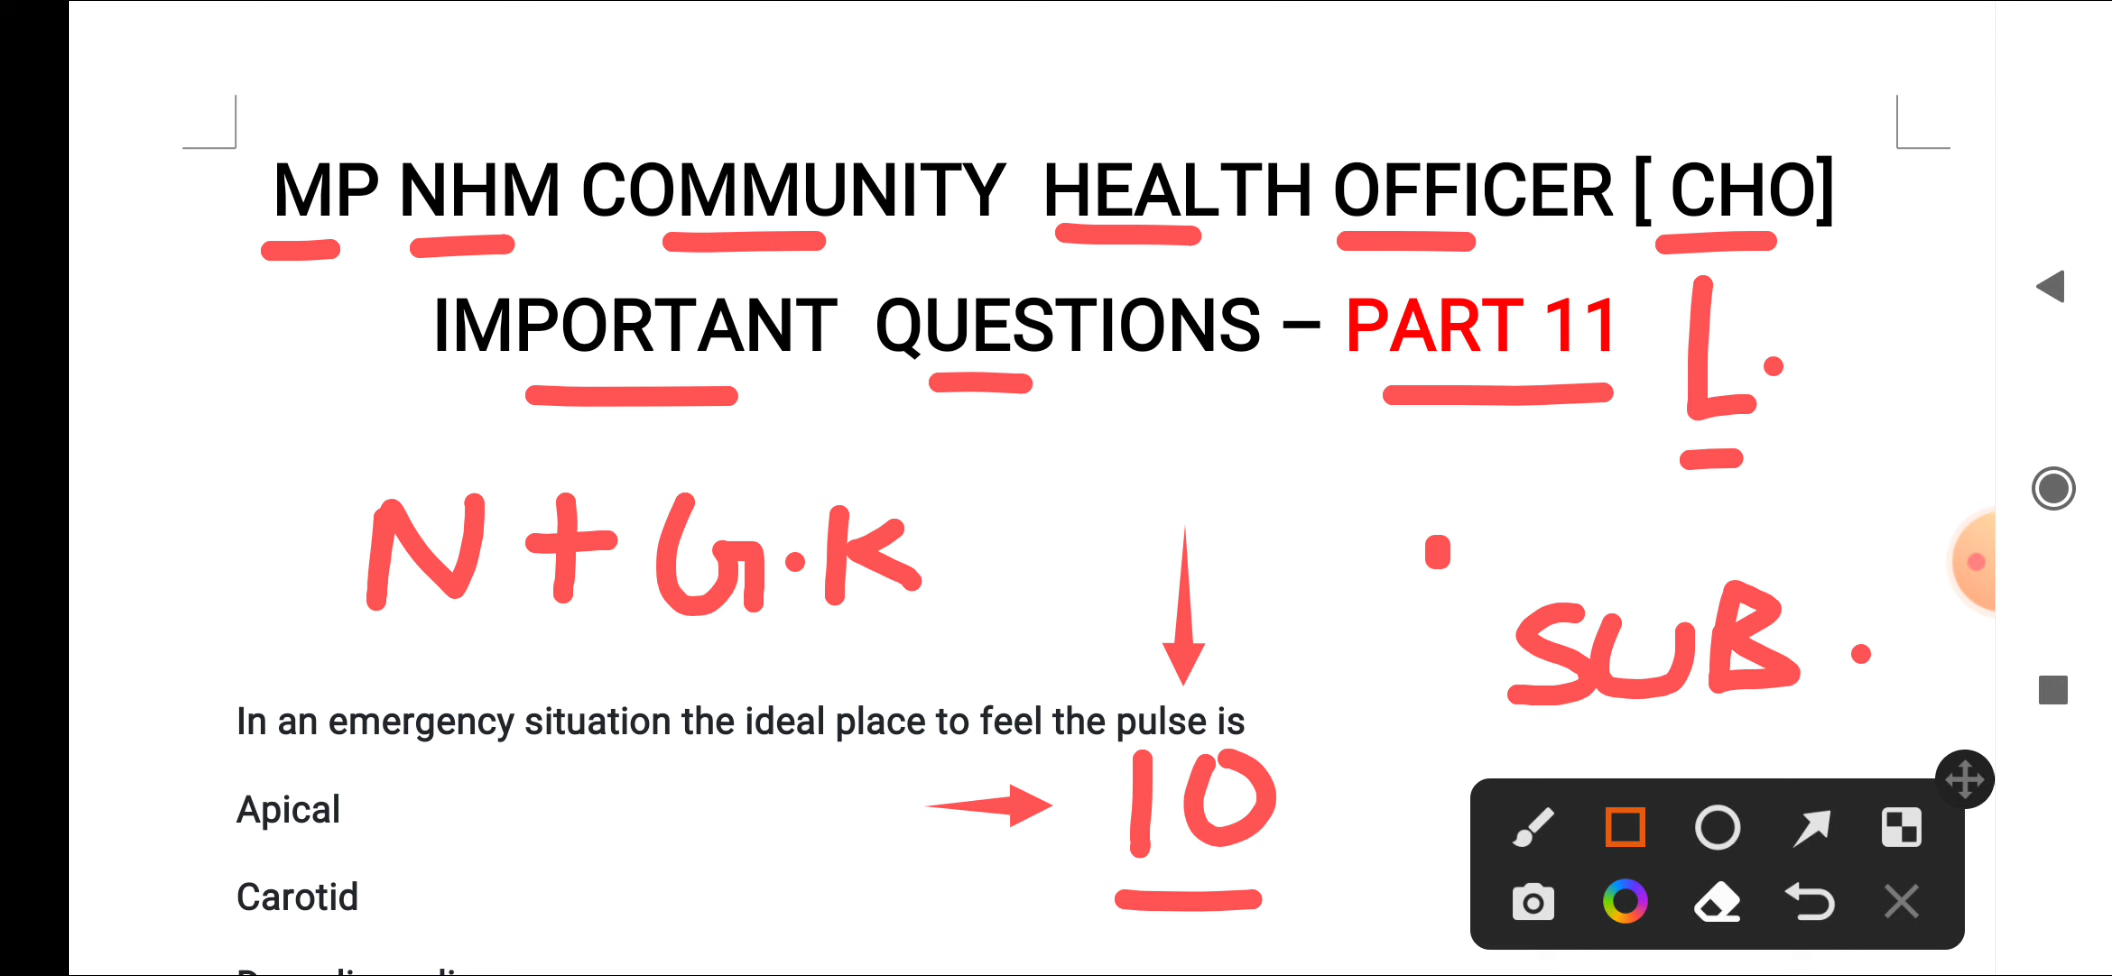 MP NHM COMMUNITY HEALTH OFFICER [ CHO]
IMPORTANT QUESTIONS – PART 11
L.
N + G.K
SUB.
In an emergency situation the ideal place to feel the pulse is
Apical
10
Carotid